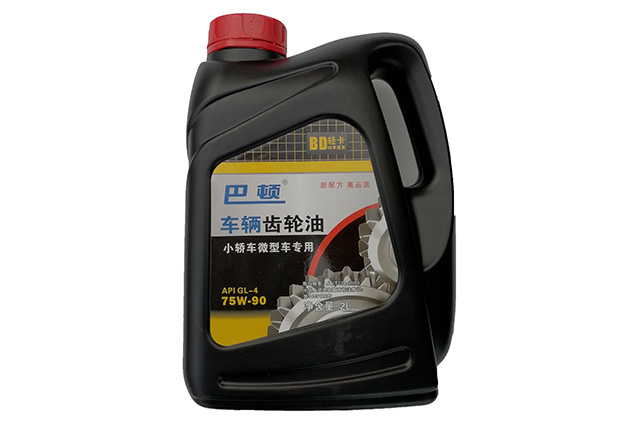 BD轻卡
巴顿®
新配方 高品质
车辆齿轮油
小轿车微型车专用
API GL-4
75W-90
净含量: 2L